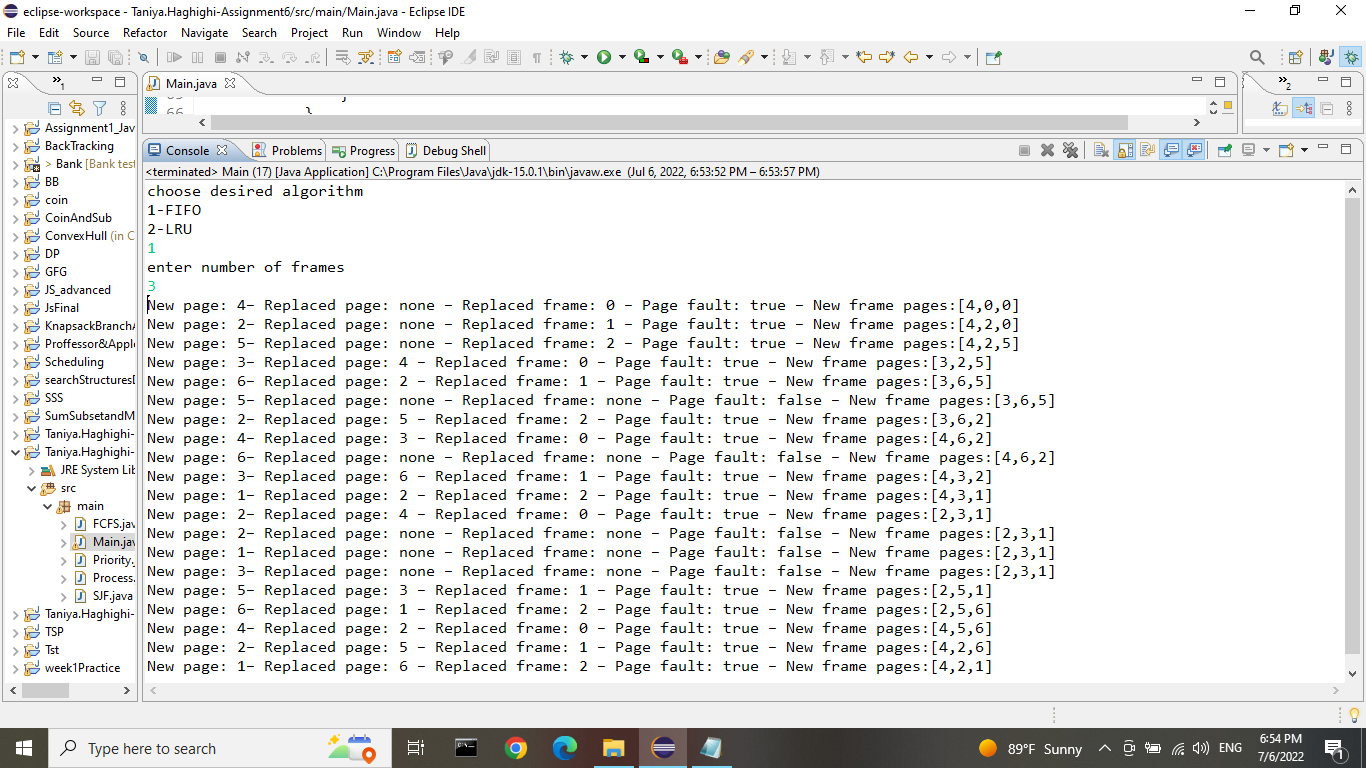 eclipse-workspace - Taniya.Haghighi-Assignment6/src/main/Main.java - Eclipse IDE
File Edit Source Refactor Navigate Search Project Run Window Help
1
Main.java
2
66
}
Assignment1_Jav
BackTracking
> Bank [Bank test
BB
coin
CoinAndSub
ConvexHull (in C
DP
GFG
JS_advanced
JsFinal
KnapsackBranch
Proffessor&Appl
Scheduling
searchStructures
SSS
SumSubsetandM
Taniya.Haghighi-
Taniya.Haghighi-
JRE System Lib
src
main
FCFS.jav
Main.jav
Priority.
Process.
SJF.java
Taniya.Haghighi-
TSP
Tst
week1Practice
Console Problems Progress Debug Shell
<terminated> Main (17) [Java Application] C:\Program Files\Java\jdk-15.0.1\bin\javaw.exe (Jul 6, 2022, 6:53:52 PM – 6:53:57 PM)
choose desired algorithm
1-FIFO
2-LRU
1
enter number of frames
3
New page: 4- Replaced page: none - Replaced frame: 0 - Page fault: true - New frame pages:[4,0,0]
New page: 2- Replaced page: none - Replaced frame: 1 - Page fault: true - New frame pages:[4,2,0]
New page: 5- Replaced page: none - Replaced frame: 2 - Page fault: true - New frame pages:[4,2,5]
New page: 3- Replaced page: 4 - Replaced frame: 0 - Page fault: true - New frame pages:[3,2,5]
New page: 6- Replaced page: 2 - Replaced frame: 1 - Page fault: true - New frame pages:[3,6,5]
New page: 5- Replaced page: none - Replaced frame: none - Page fault: false - New frame pages:[3,6,5]
New page: 2- Replaced page: 5 - Replaced frame: 2 - Page fault: true - New frame pages:[3,6,2]
New page: 4- Replaced page: 3 - Replaced frame: 0 - Page fault: true - New frame pages:[4,6,2]
New page: 6- Replaced page: none - Replaced frame: none - Page fault: false - New frame pages:[4,6,2]
New page: 3- Replaced page: 6 - Replaced frame: 1 - Page fault: true - New frame pages:[4,3,2]
New page: 1- Replaced page: 2 - Replaced frame: 2 - Page fault: true - New frame pages:[4,3,1]
New page: 2- Replaced page: 4 - Replaced frame: 0 - Page fault: true - New frame pages:[2,3,1]
New page: 2- Replaced page: none - Replaced frame: none - Page fault: false - New frame pages:[2,3,1]
New page: 1- Replaced page: none - Replaced frame: none - Page fault: false - New frame pages:[2,3,1]
New page: 3- Replaced page: none - Replaced frame: none - Page fault: false - New frame pages:[2,3,1]
New page: 5- Replaced page: 3 - Replaced frame: 1 - Page fault: true - New frame pages:[2,5,1]
New page: 6- Replaced page: 1 - Replaced frame: 2 - Page fault: true - New frame pages:[2,5,6]
New page: 4- Replaced page: 2 - Replaced frame: 0 - Page fault: true - New frame pages:[4,5,6]
New page: 2- Replaced page: 5 - Replaced frame: 1 - Page fault: true - New frame pages:[4,2,6]
New page: 1- Replaced page: 6 - Replaced frame: 2 - Page fault: true - New frame pages:[4,2,1]
Type here to search
89°F Sunny
ENG
6:54 PM
7/6/2022
1